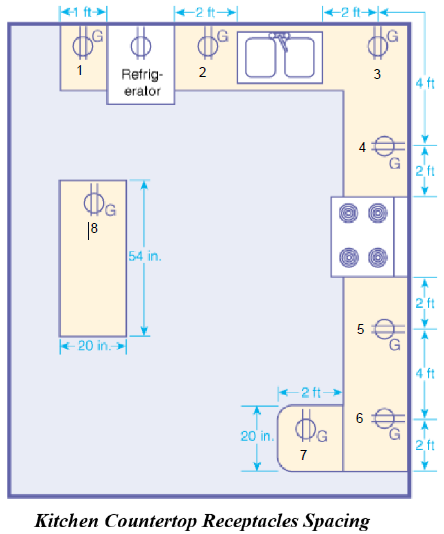 1 ft
2 ft
2 ft
G
G
G
1
Refrig-
erator
2
3
4 ft
4
G
2 ft
G
8
54 in.
20 in.
2 ft
5
G
4 ft
2 ft
20 in.
G
7
6
G
2 ft
Kitchen Countertop Receptacles Spacing